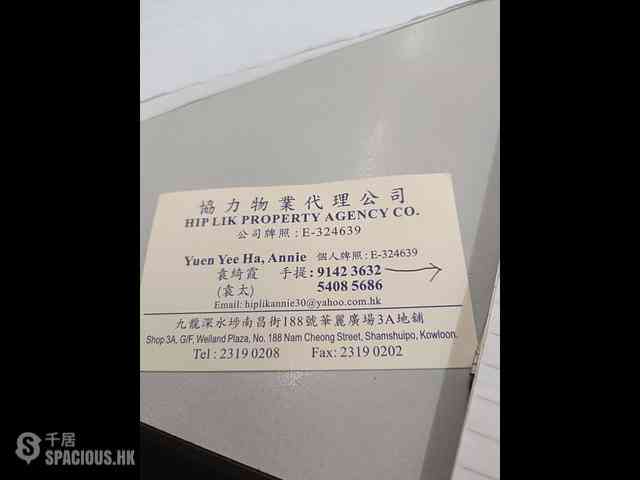 協力物業代理公司
HIP LIK PROPERTY AGENCY CO.
公司牌照:E-324639
Yuen Yee Ha, Annie 個人牌照:E-324639
袁綺霞 手提:9142 3632
(袁太) 5408 5686
Email: hiplikannie30@yahoo.com.hk
九龍深水埗南昌街188號華麗廣場3A地舖
Shop 3A, G/F, Welland Plaza, No. 188 Nam Cheong Street, Shamshuipo, Kowloon.
Tel : 2319 0208 Fax: 2319 0202
千居
SPACIOUS.HK